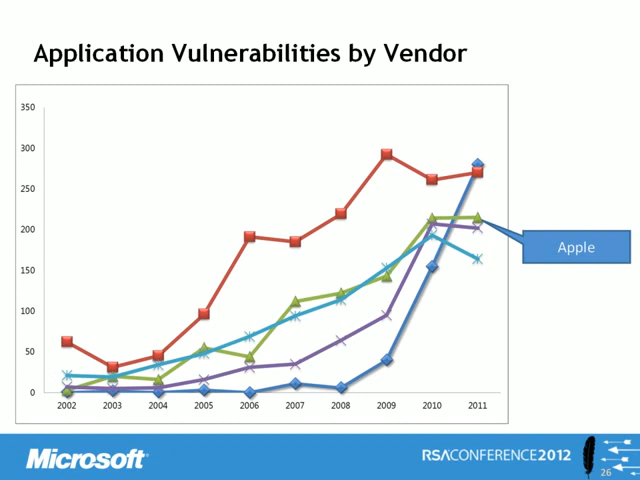 Application Vulnerabilities by Vendor
350
300
250
200
150
100
50
0
2002 2003 2004 2005 2006 2007 2008 2009 2010 2011
Apple
Microsoft
RSACONFERENCE2012
26